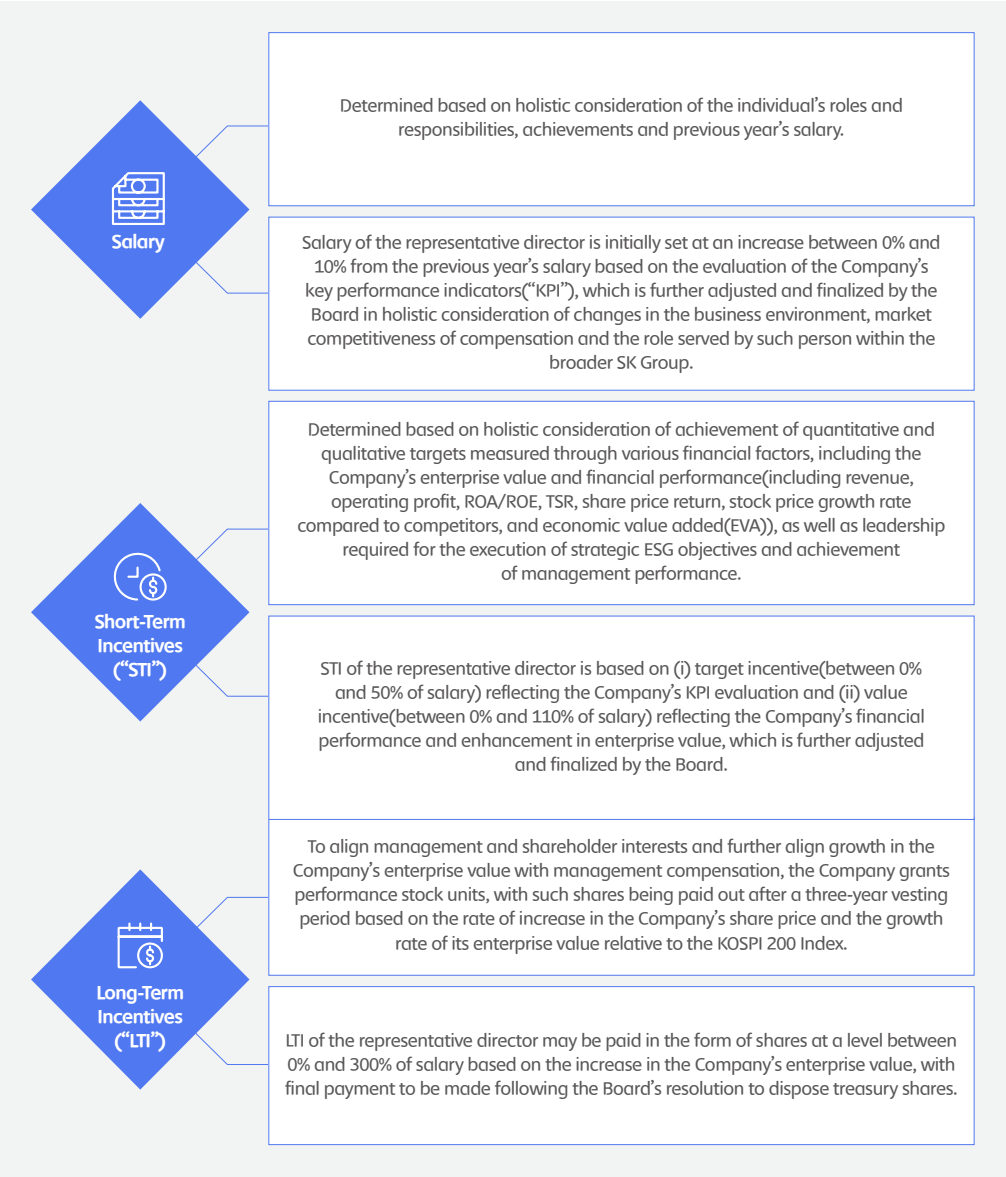 Salary
Determined based on holistic consideration of the individual's roles and
responsibilities, achievements and previous year's salary.
Salary of the representative director is initially set at an increase between 0% and
10% from the previous year's salary based on the evaluation of the Company's
key performance indicators("KPI"), which is further adjusted and finalized by the
Board in holistic consideration of changes in the business environment, market
competitiveness of compensation and the role served by such person within the
broader SK Group.
Short-Term
Incentives
("STI")
Determined based on holistic consideration of achievement of quantitative and
qualitative targets measured through various financial factors, including the
Company's enterprise value and financial performance(including revenue,
operating profit, ROA/ROE, TSR, share price return, stock price growth rate
compared to competitors, and economic value added(EVA)), as well as leadership
required for the execution of strategic ESG objectives and achievement
of management performance.
STI of the representative director is based on (i) target incentive(between 0%
and 50% of salary) reflecting the Company's KPI evaluation and (ii) value
incentive(between 0% and 110% of salary) reflecting the Company's financial
performance and enhancement in enterprise value, which is further adjusted
and finalized by the Board.
Long-Term
Incentives
("LTI")
To align management and shareholder interests and further align growth in the
Company's enterprise value with management compensation, the Company grants
performance stock units, with such shares being paid out after a three-year vesting
period based on the rate of increase in the Company's share price and the growth
rate of its enterprise value relative to the KOSPI 200 Index.
LTI of the representative director may be paid in the form of shares at a level between
0% and 300% of salary based on the increase in the Company's enterprise value, with
final payment to be made following the Board's resolution to dispose treasury shares.